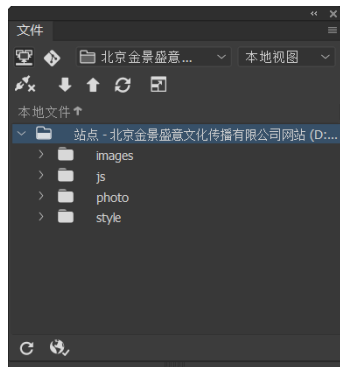 文件
北京金景盛意... 本地视图
本地文件↑
站点 - 北京金景盛意文化传播有限公司网站 (D:...
images
js
photo
style